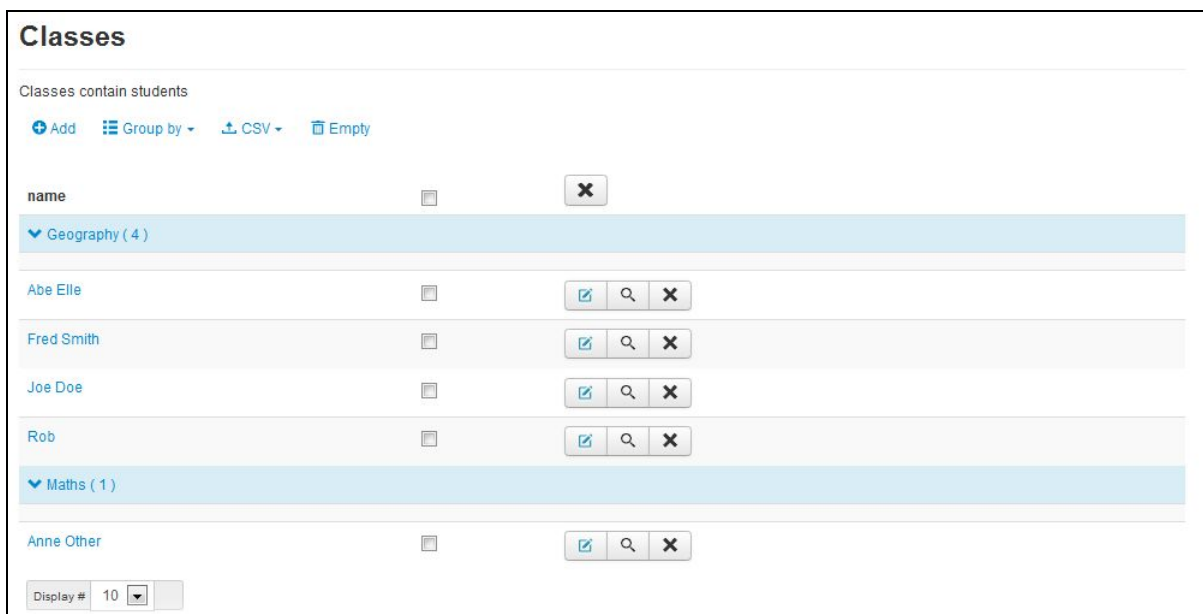 Classes
Classes contain students
Add Group by CSV Empty
name
Geography ( 4 )
Abe Elle
Fred Smith
Joe Doe
Rob
Maths ( 1 )
Anne Other
Display # 10